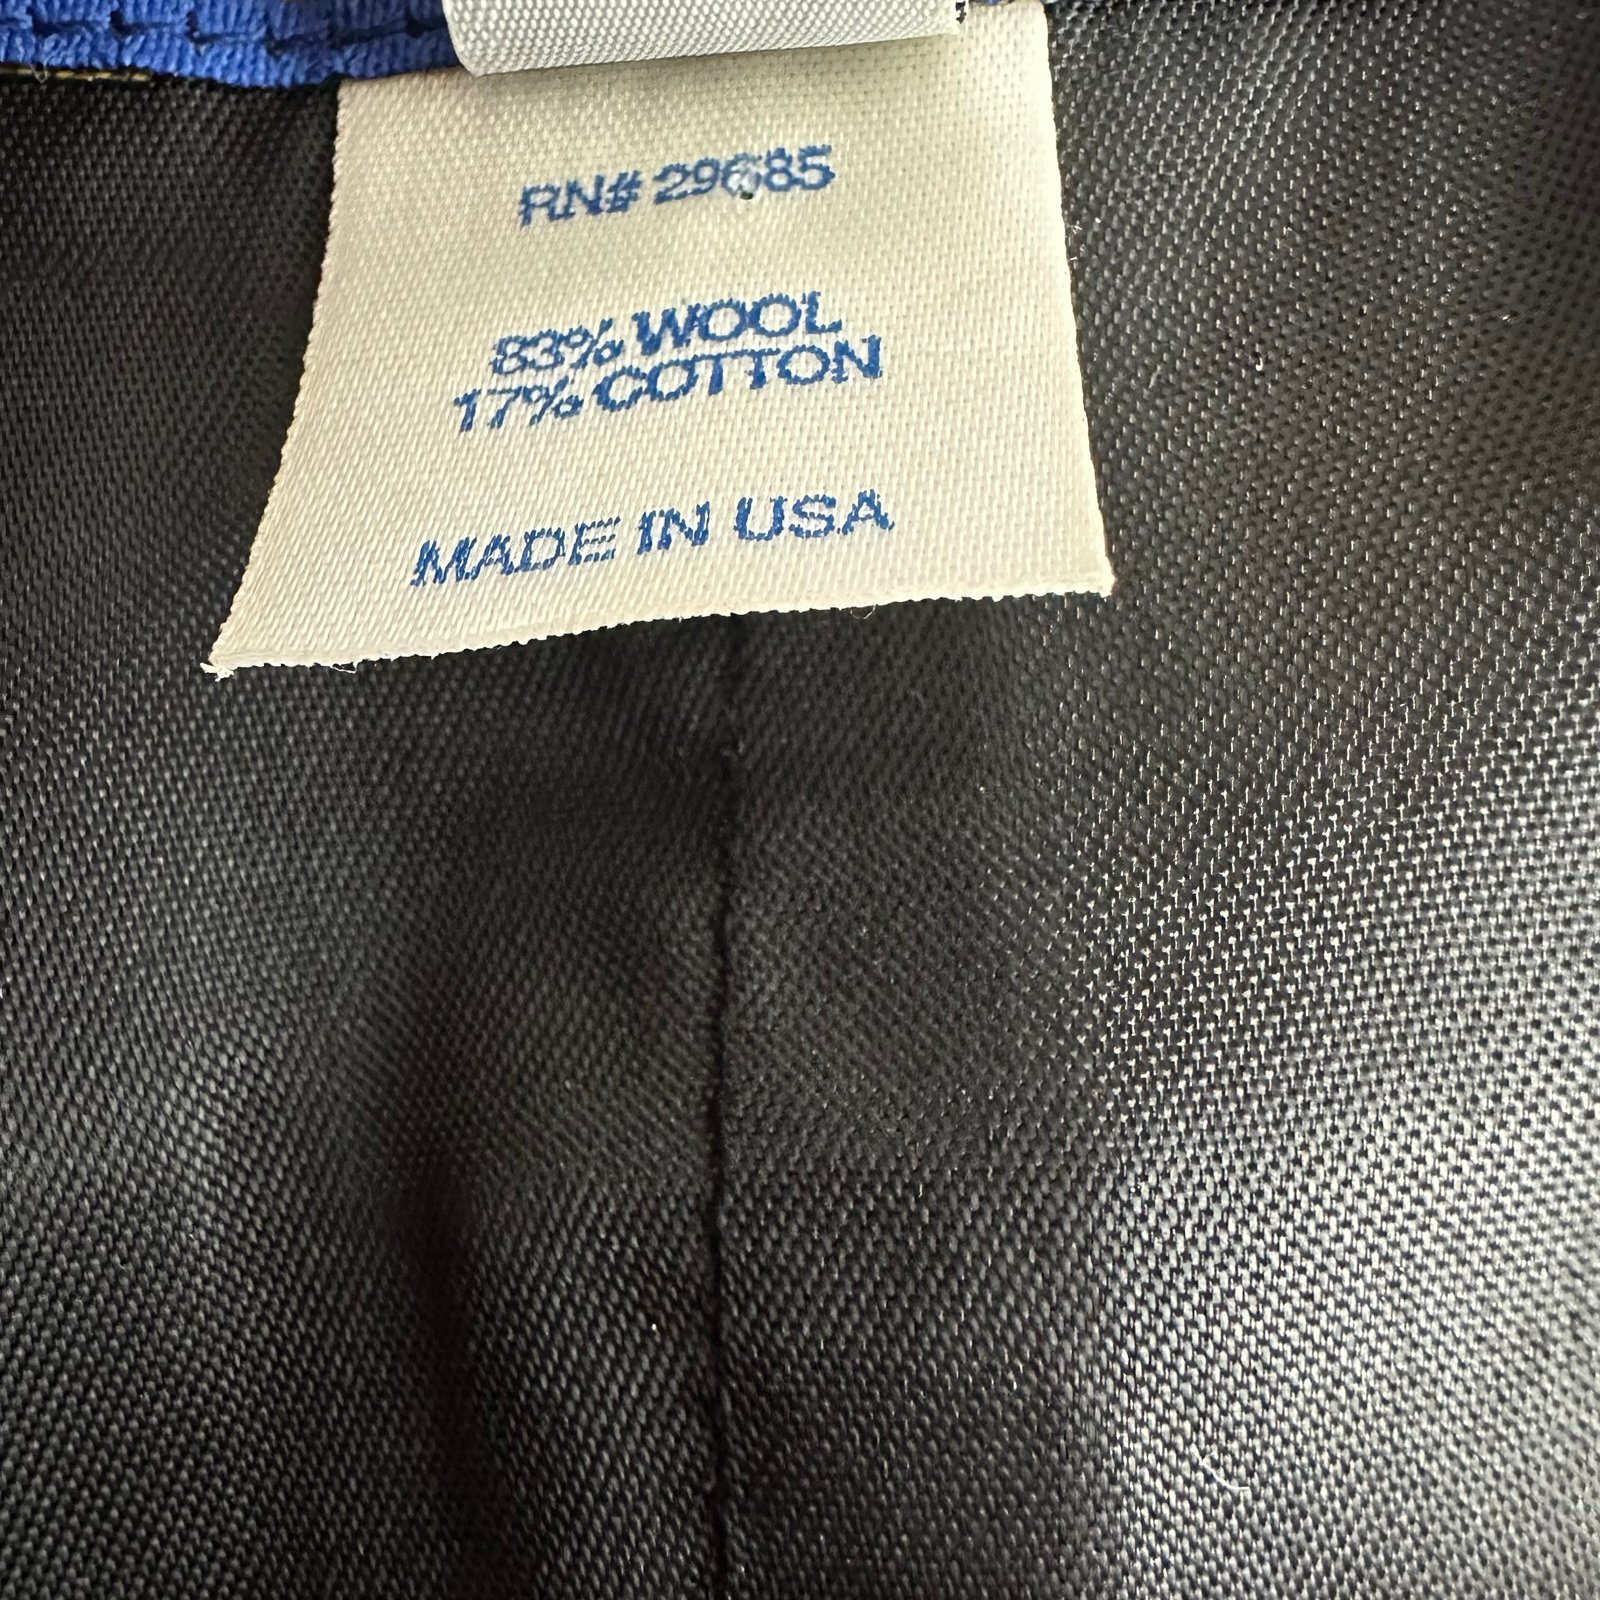 RN# 29685
83% WOOL
17% COTTON
MADE IN USA